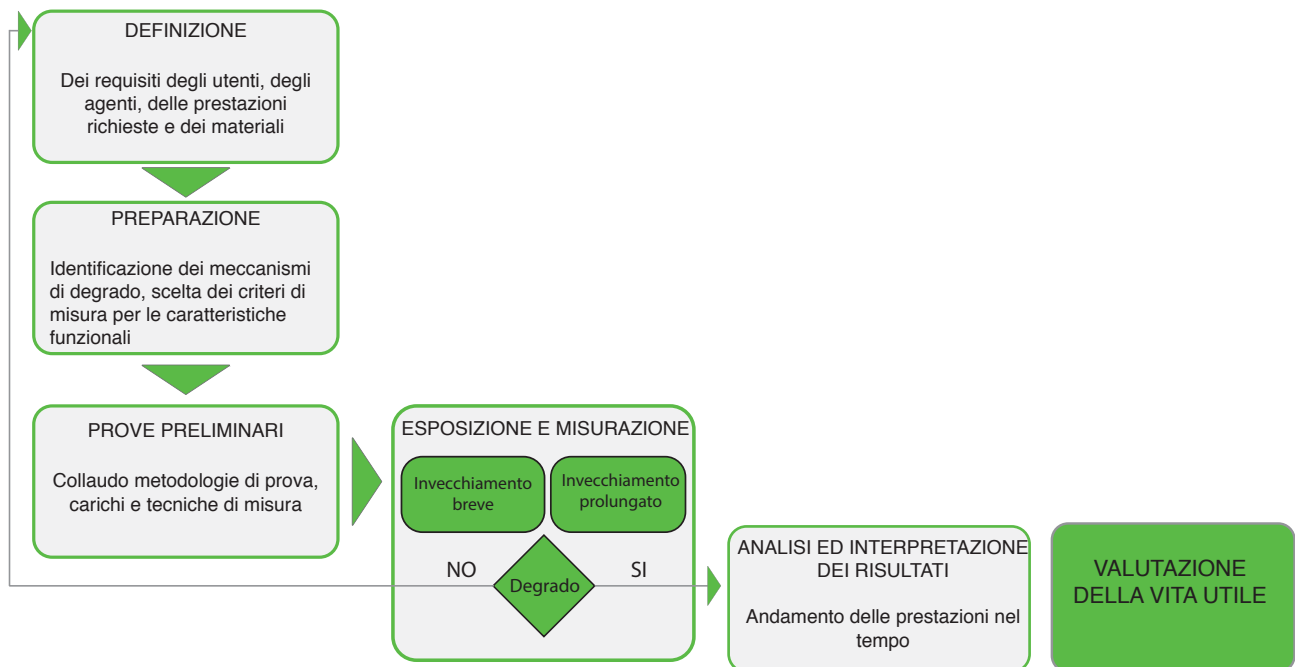 DEFINIZIONE
Dei requisiti degli utenti, degli
agenti, delle prestazioni
richieste e dei materiali
PREPARAZIONE
Identificazione dei meccanismi
di degrado, scelta dei criteri di
misura per le caratteristiche
funzionali
PROVE PRELIMINARI
Collaudo metodologie di prova,
carichi e tecniche di misura
ESPOSIZIONE E MISURAZIONE
Invecchiamento
breve
Invecchiamento
prolungato
NO
Degrado
SI
ANALISI ED INTERPRETAZIONE
DEI RISULTATI
Andamento delle prestazioni nel
tempo
VALUTAZIONE
DELLA VITA UTILE